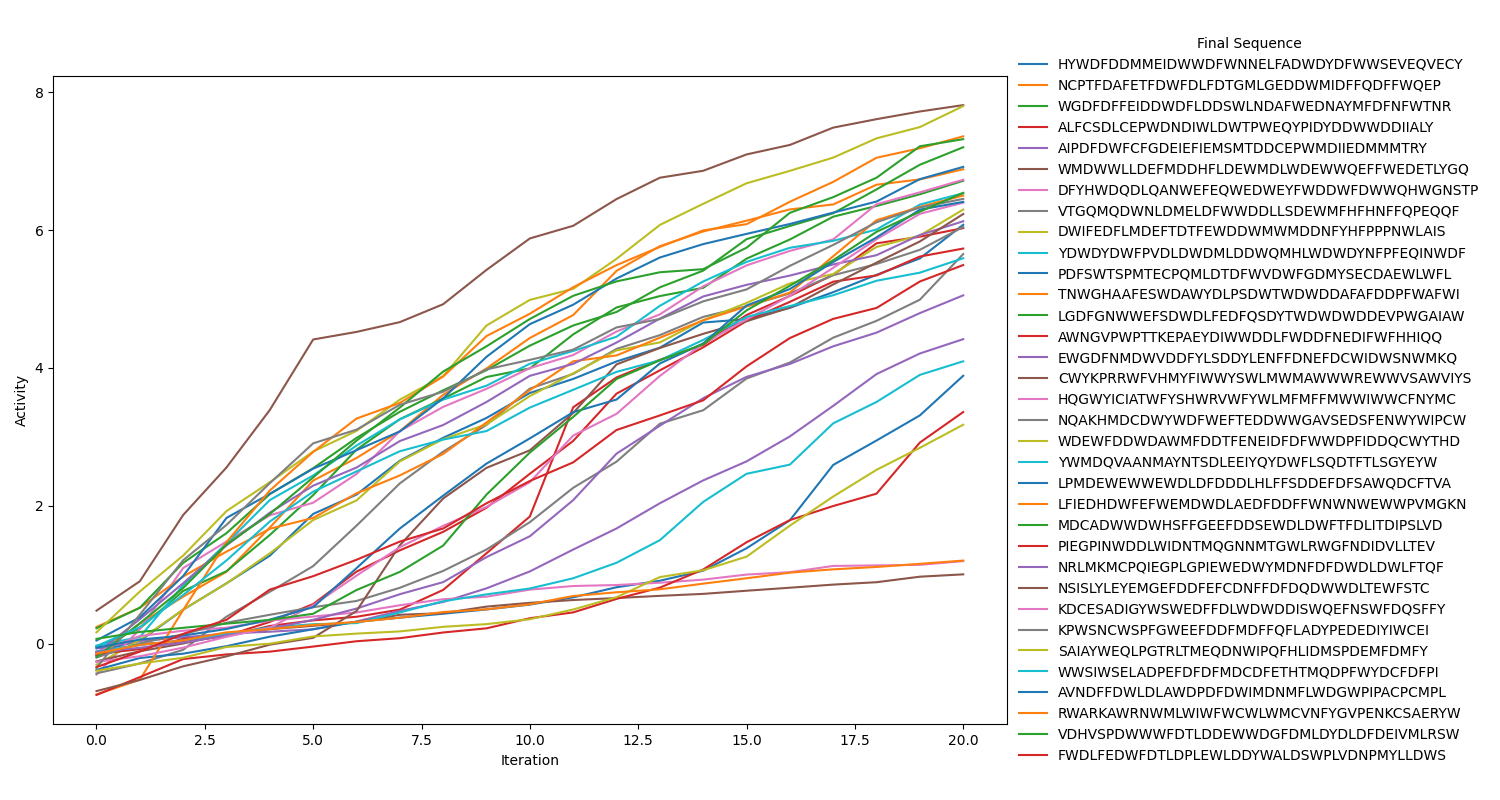 Final Sequence
HYWDFDDMMEIDWWDFWNNELFADWDYDFWWSEVEQVECY
NCPTFDAFETFDWFDLFDTGMLGEDDWMIDFFQDFFWQEP
WGDFDFFEIDDWDFLDDSWLNDAFWEDNAYMFDFNFWTNR
ALFCSDLCEPWDNDIWLDWTPWEQYPIDYDDWWDDIIALY
AIPDFDWFCFGDEIEFIEMSMTDDCEPWMDIIEDMMMTRY
WMDWWLLDEFMDDHFLDEWMDLWDEWWQEFFWEDETLYGQ
DFYHWDQDLQANWEFEQWEDWEYFWDDWFDWWQHWGNSTP
VTGQMQDWNLDMELDFWWDDLLSDEWMFHFHNFFQPEQQF
DWIFEDFLMDEFTDTFEWDDWMWMDDNFYHFPPPNWLAIS
YDWDYDWFPVDLDWDMLDDWQMHLWDWDYNFPFEQINWDF
PDFSWTSPMTECPQMLDTDFWVDWFGDMYSECDAEWLWFL
TNWGHAAFESWDAWYDLPSDWTWDWDDAFAFDDPFWAFWI
LGDFGNWWEFSDWDLFEDFQSDYTWDWDWDDEVPWGAIAW
AWNGVPWPTTKEPAEYDIWWDDLFWDDFNEDIFWFHHIQQ
EWGDFNMDWVDDFYLSDDYLENFFDNEFDCWIDWSNWMKQ
CWYKPRRWFVHMYFIWWYSWLMWMAWWWREWWVSAWVIYS
HQGWYICIATWFYSHWRVWFYWLMFMFFMWWIWWCFNYMC
NQAKHMDCDWYWDFWEFTEDDWWGAVSEDSFENWYWIPCW
WDEWFDDWDAWMFDDTFENEIDFDFWWDPFIDDQCWYTHD
YWMDQVAANMAYNTSDLEEIYQYDWFLSQDTFTLSGYEYW
LPMDEWEWWEWDLDFDDDLHLFFSDDEFDFSAWQDCFTVA
LFIEDHDWFEFWEMDWDLAEDFDDFFWNWNWEWWPVMGKN
MDCADWWDWHSFFGEEFDDSEWDLDWFTFDLITDIPSLVD
PIEGPINWDDLWIDNTMQGNNMTGWLRWGFNDIDVLLTEV
NRLMKMCPQIEGPLGPIEWEDWYMDNFDFDWDLDWLFTQF
NSISLYLEYEMGEFDDFEFCDNFFDFDQDWWDLTEWFSTC
KDCESADIGYWSWEDFFDLWDWDDISWQEFNSWFDQSFFY
KPWSNCWSPFGWEEFDDFMDFFQFLADYPEDEDIYIWCEI
SAIAYWEQLPGTRLTMEQDNWIPQFHLIDMSPDEMFDMFY
WWSIWSELADPEFDFDFMDCDFETHTMQDPFWYDCFDFPI
AVNDFFDWLDLAWDPDFDWIMDNMFLWDGWPIPACPCMPL
RWARKAWRNWMLWIWFWCWLWMCVNFYGVPENKCSAERYW
VDHVSPDWWWFDTLDDEWWDGFDMLDYDLDFDEIVMLRSW
FWDLFEDWFDTLDPLEWLDDYWALDSWPLVDNPMYLLDWS
8
6
4
2
0
Activity
0.0 2.5 5.0 7.5 10.0 12.5 15.0 17.5 20.0
Iteration